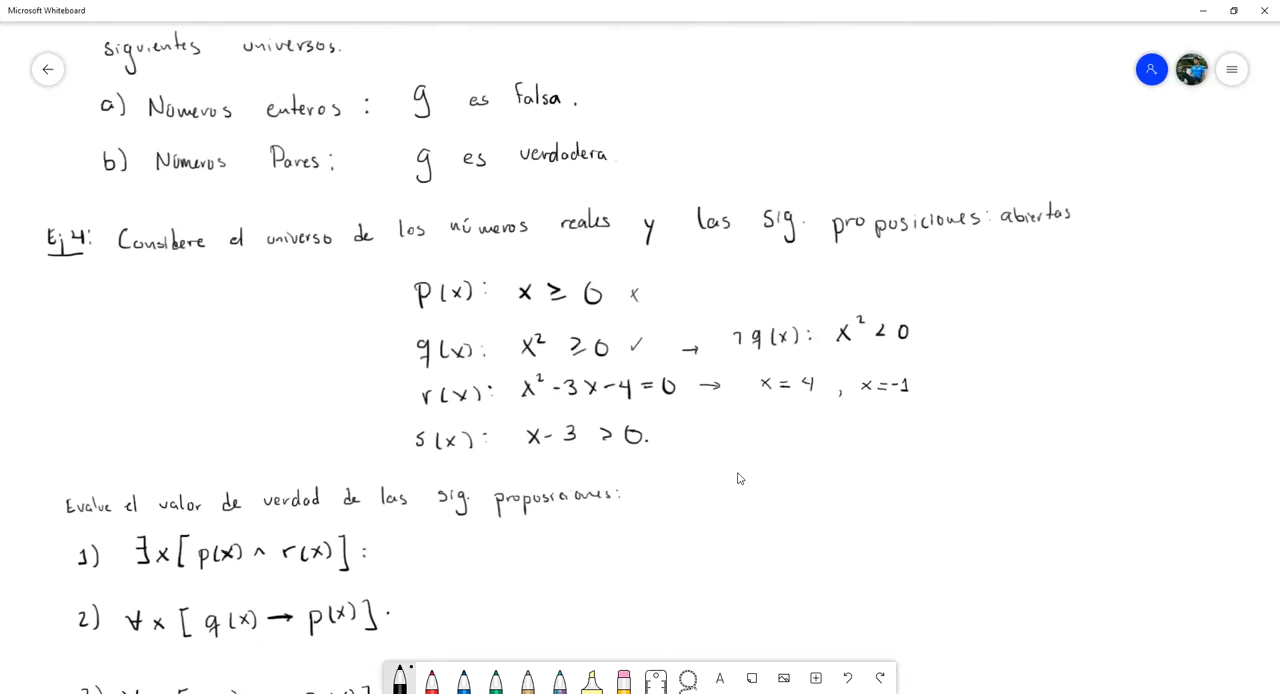 Microsoft Whiteboard
siguientes universos.
a) Números enteros : g es falsa.
b) Números Pares : g es verdadera.
Ej 4: Considere el universo de los números reales y las sig. proposiciones: abiertas
p(x): x ≥ 0 x
q(x): x² ≥ 0 ✓ → ¬q(x): x² < 0
r(x): x² - 3x - 4 = 0 → x = 4 , x = -1
s(x): x - 3 > 0.
Evalue el valor de verdad de las sig. proposiciones:
1) ∃x [p(x) ∧ r(x)] :
2) ∀x [q(x) → p(x)].